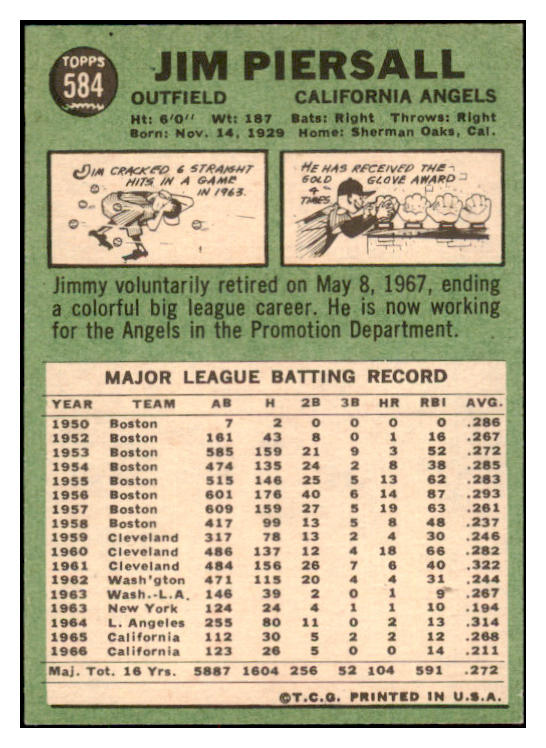 TOPPS
584
JIM PIERSALL
OUTFIELD CALIFORNIA ANGELS
Ht: 6'0" Wt: 187 Bats: Right Throws: Right
Born: Nov. 14, 1929 Home: Sherman Oaks, Cal.
JIM CRACKED 6 STRAIGHT
HITS IN A GAME
IN 1963.
HE HAS RECEIVED THE
GOLD GLOVE AWARD
4
TIMES.
Jimmy voluntarily retired on May 8, 1967, ending
a colorful big league career. He is now working
for the Angels in the Promotion Department.
MAJOR LEAGUE BATTING RECORD
YEAR TEAM AB H 2B 3B HR RBI AVG.
1950 Boston 7 2 0 0 0 0 .286
1952 Boston 161 43 8 0 1 16 .267
1953 Boston 585 159 21 9 3 52 .272
1954 Boston 474 135 24 2 8 38 .285
1955 Boston 515 146 25 5 13 62 .283
1956 Boston 601 176 40 6 14 87 .293
1957 Boston 609 159 27 5 19 63 .261
1958 Boston 417 99 13 5 8 48 .237
1959 Cleveland 317 78 13 2 4 30 .246
1960 Cleveland 486 137 12 4 18 66 .282
1961 Cleveland 484 156 26 7 6 40 .322
1962 Wash'gton 471 115 20 4 4 31 .244
1963 Wash.-L.A. 146 39 2 0 1 9 .267
1963 New York 124 24 4 1 1 10 .194
1964 L. Angeles 255 80 11 0 2 13 .314
1965 California 112 30 5 2 2 12 .268
1966 California 123 26 5 0 0 14 .211
Maj. Tot. 16 Yrs. 5887 1604 256 52 104 591 .272
©T.C.G. PRINTED IN U.S.A.